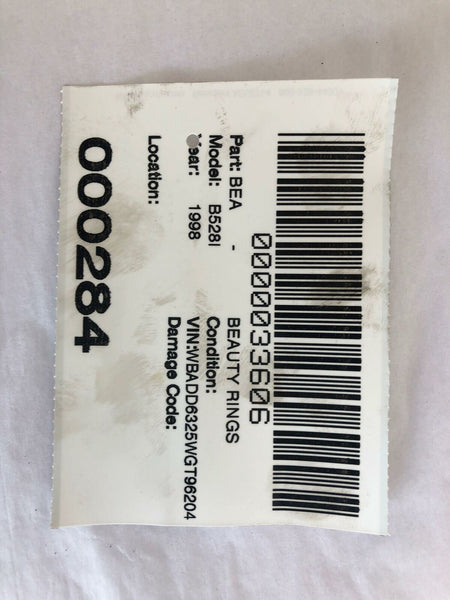 0000033606
Part: BEA - BEAUTY RINGS
Model: B528I Condition:
Year: 1998 VIN:WBADD6325WGT96204
Damage Code:
Location:
000284